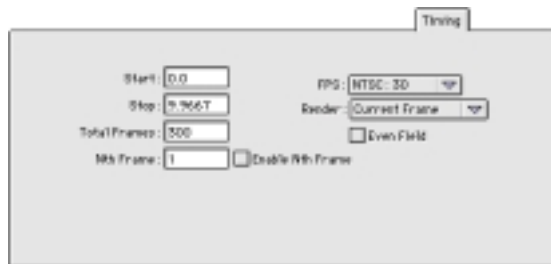 Timing
Start: 0.0
FPS: NTSC: 30
Stop: 9.9667
Render: Current Frame
Total Frames: 300
Even Field
Nth Frame: 1
Enable Nth Frame